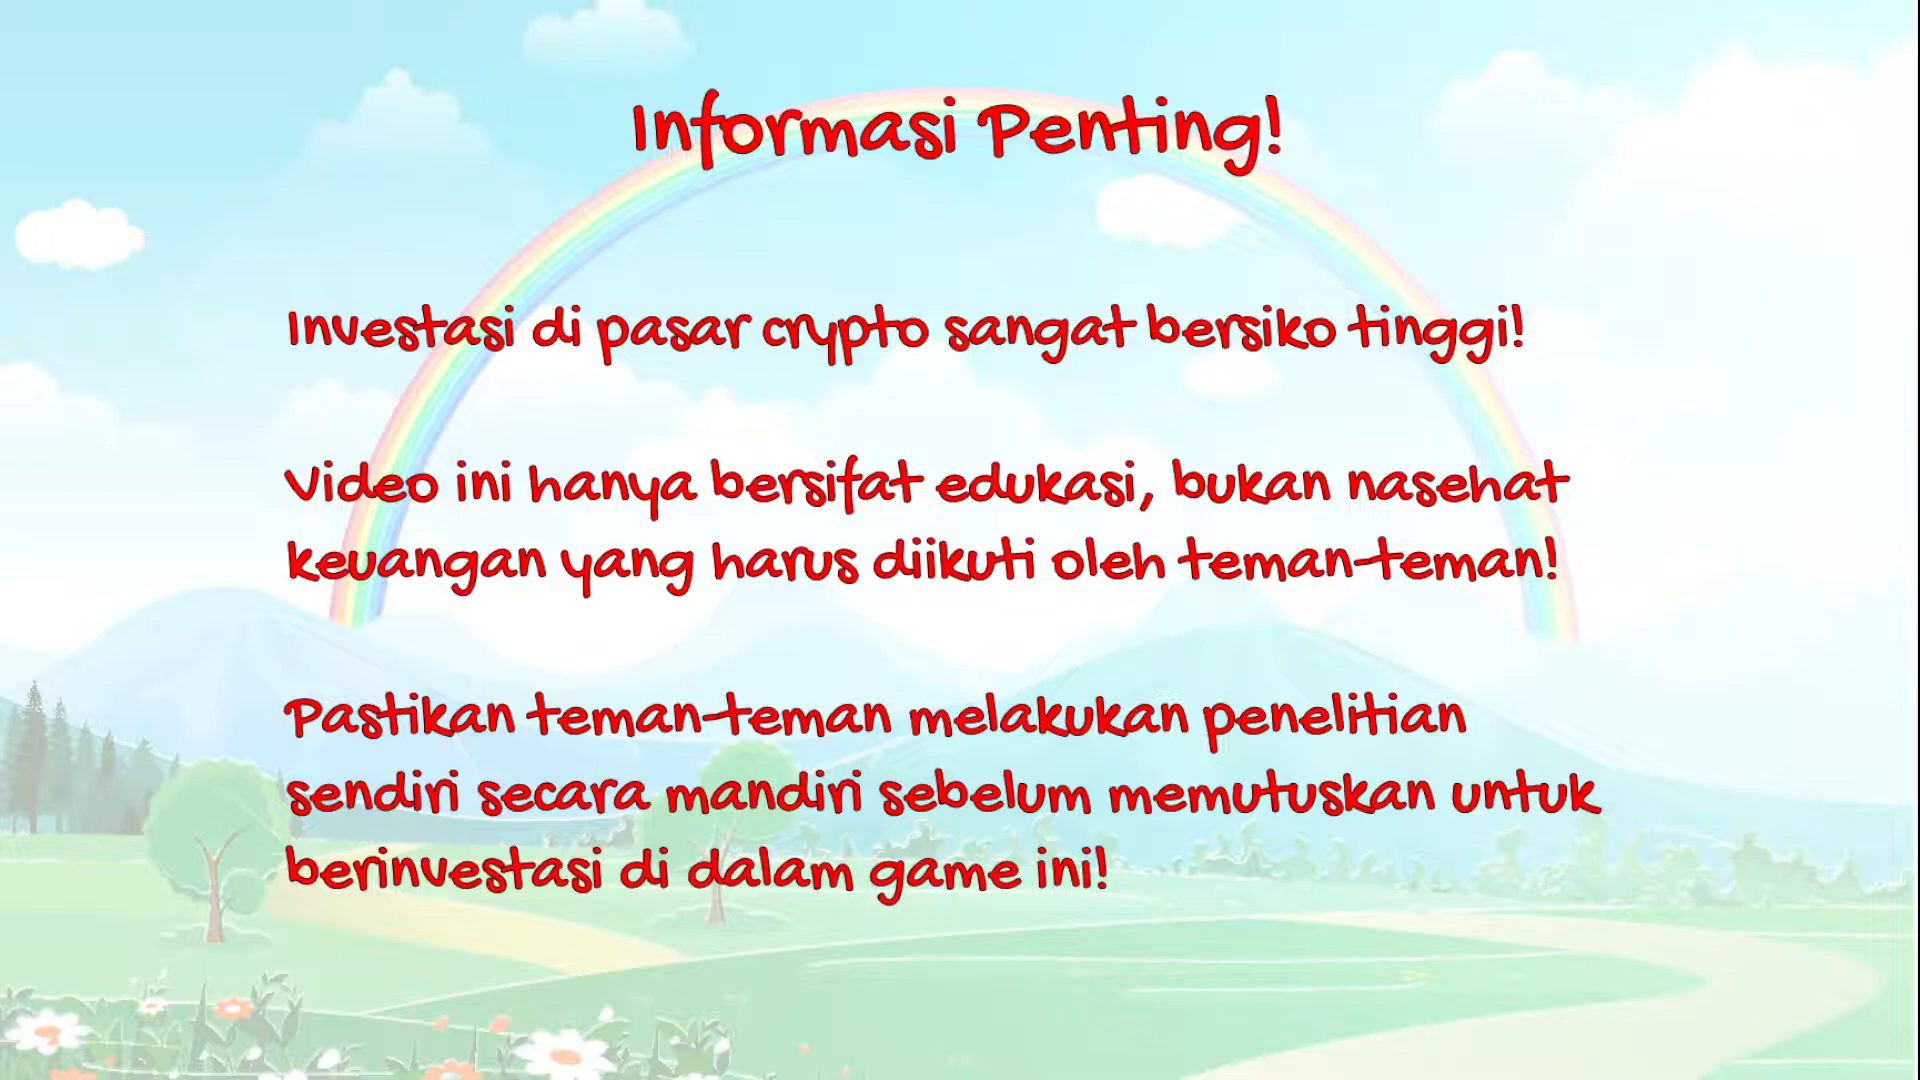 Informasi Penting!
Investasi di pasar crypto sangat bersiko tinggi!
Video ini hanya bersifat edukasi, bukan nasehat
keuangan yang harus diikuti oleh teman-teman!
Pastikan teman-teman melakukan penelitian
sendiri secara mandiri sebelum memutuskan untuk
berinvestasi di dalam game ini!